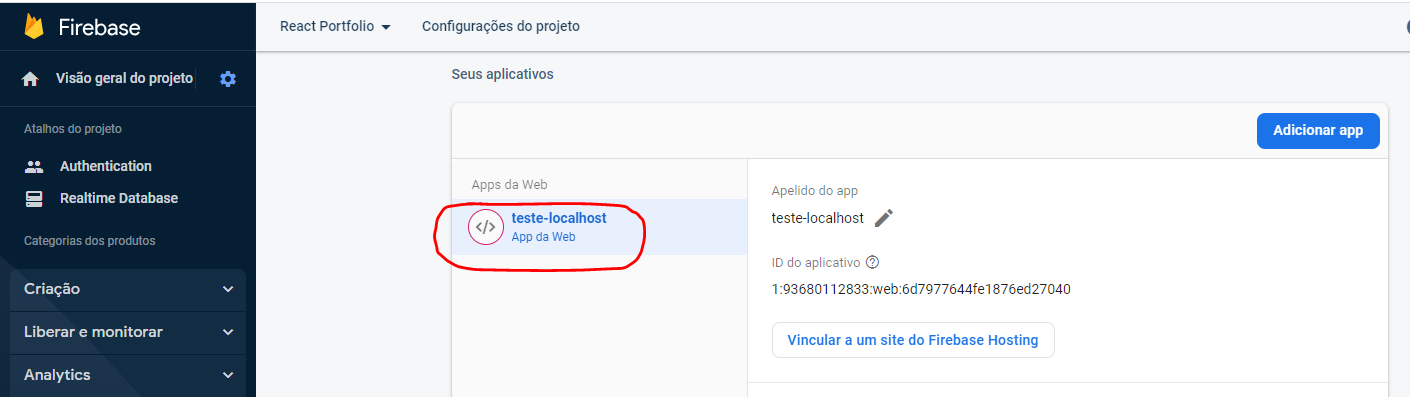 Firebase
React Portfolio
Configurações do projeto
Visão geral do projeto
Seus aplicativos
Atalhos do projeto
Adicionar app
Authentication
Realtime Database
Categorias dos produtos
Criação
Liberar e monitorar
Analytics
Apps da Web
teste-localhost
App da Web
Apelido do app
teste-localhost
ID do aplicativo
1:93680112833:web:6d7977644fe1876ed27040
Vincular a um site do Firebase Hosting